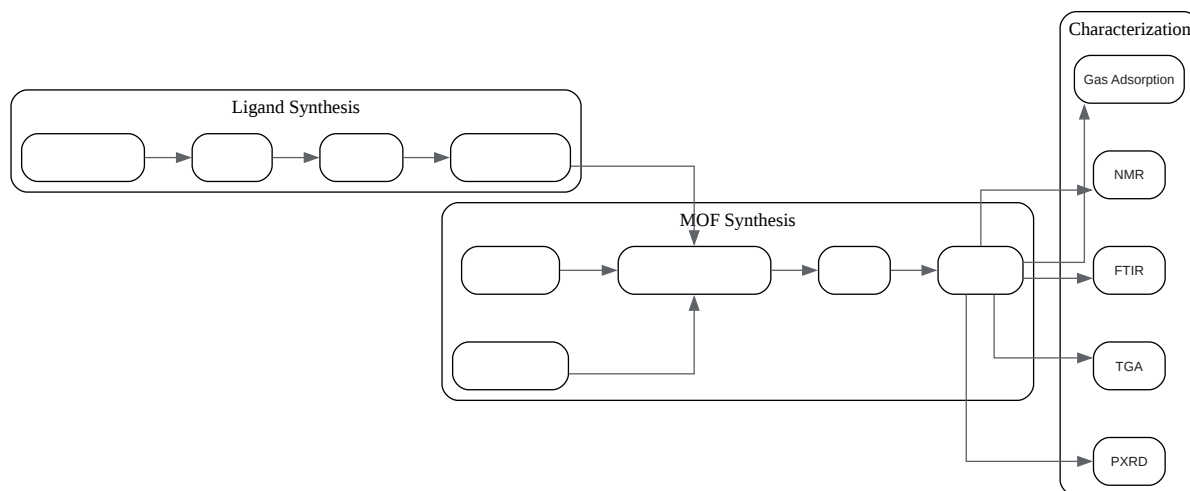 Characterization
Gas Adsorption
Ligand Synthesis
NMR
MOF Synthesis
FTIR
TGA
PXRD